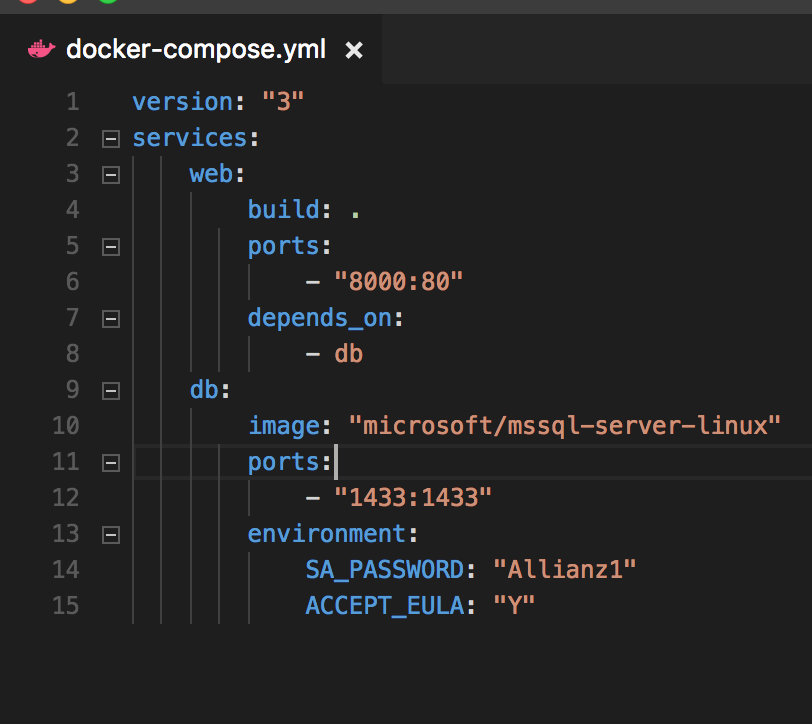 docker-compose.yml ×
1 version: "3"
2 services:
3 web:
4 build: .
5 ports:
6 - "8000:80"
7 depends_on:
8 - db
9 db:
10 image: "microsoft/mssql-server-linux"
11 ports:
12 - "1433:1433"
13 environment:
14 SA_PASSWORD: "Allianz1"
15 ACCEPT_EULA: "Y"